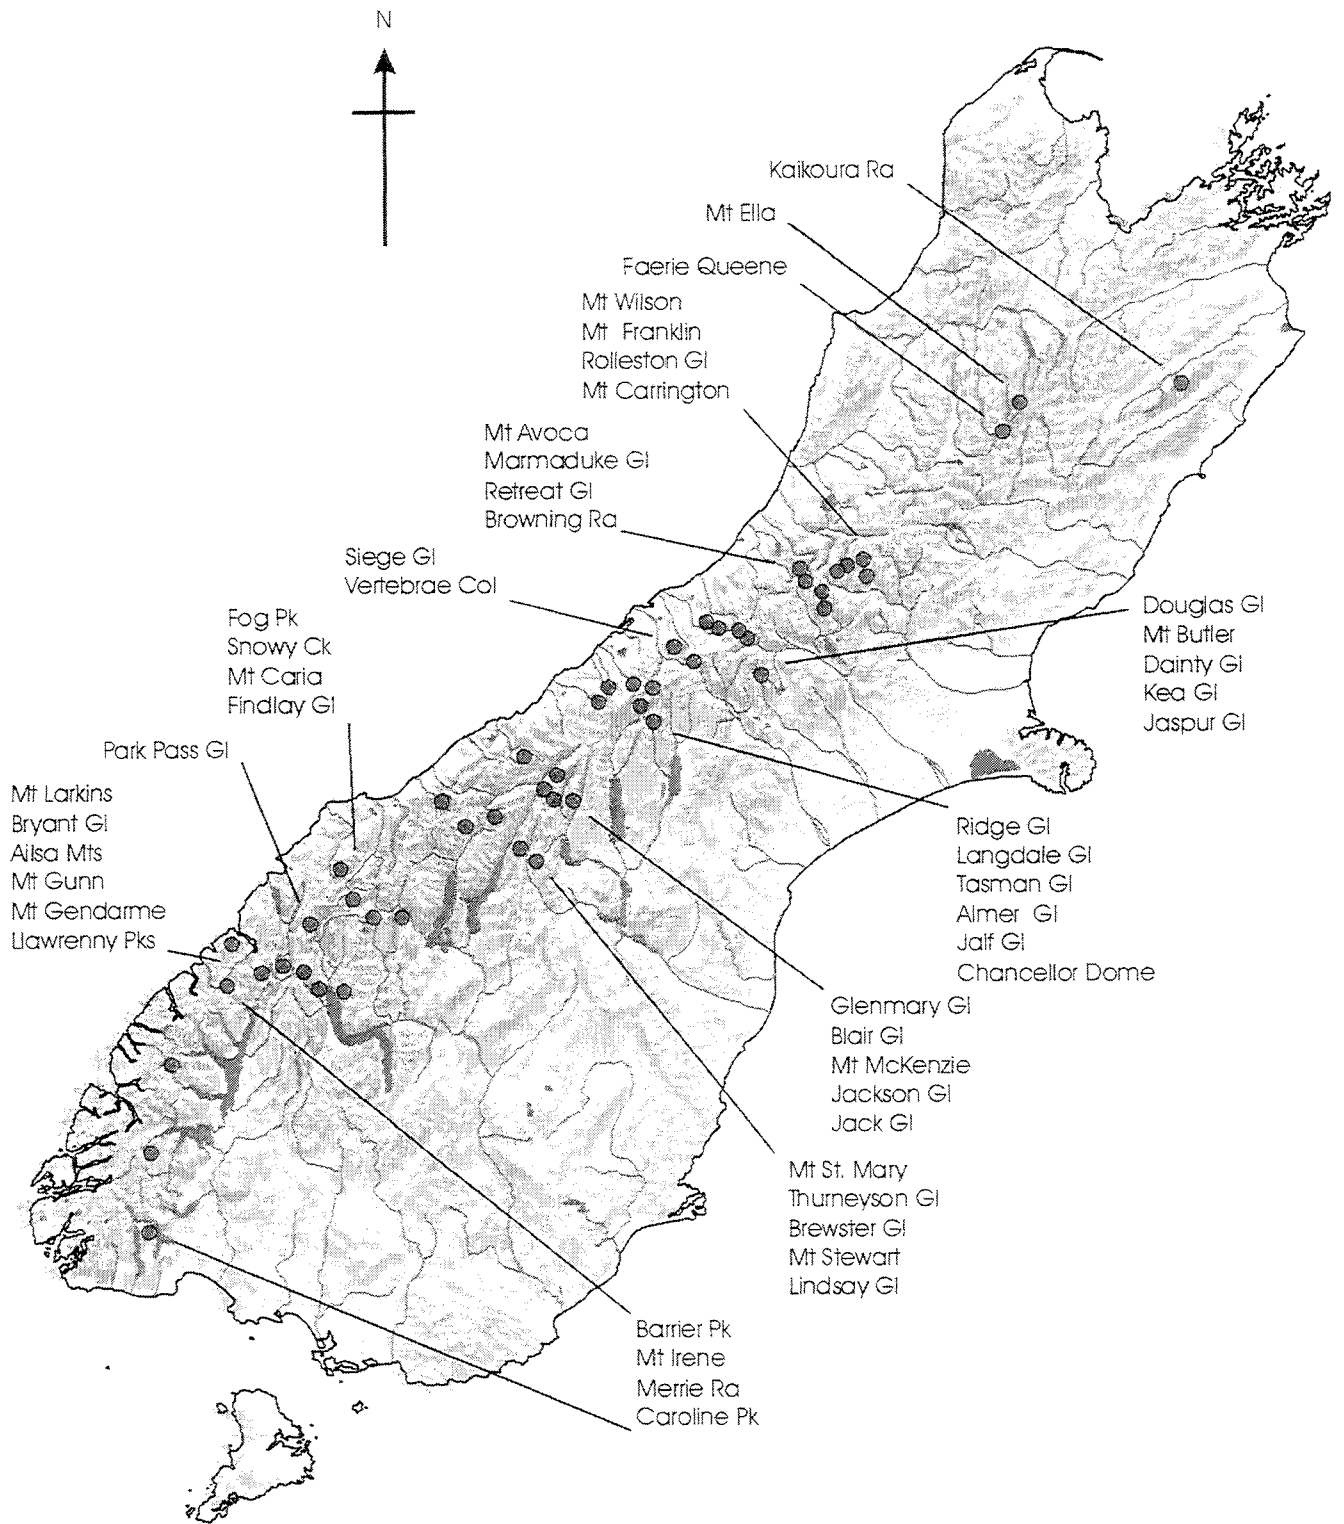 N
Kaikoura Ra
Mt Ella
Faerie Queene
Mt Wilson
Mt Franklin
Rolleston Gl
Mt Carrington
Mt Avoca
Marmaduke Gl
Retreat Gl
Browning Ra
Siege Gl
Vertebrae Col
Fog Pk
Snowy Ck
Mt Caria
Findlay Gl
Park Pass Gl
Mt Larkins
Bryant Gl
Ailsa Mts
Mt Gunn
Mt Gendarme
Llawrenny Pks
Douglas Gl
Mt Butler
Dainty Gl
Kea Gl
Jaspur Gl
Ridge Gl
Langdale Gl
Tasman Gl
Almer Gl
Jalf Gl
Chancellor Dome
Glenmary Gl
Blair Gl
Mt McKenzie
Jackson Gl
Jack Gl
Mt St. Mary
Thurneyson Gl
Brewster Gl
Mt Stewart
Lindsay Gl
Barrier Pk
Mt Irene
Merrie Ra
Caroline Pk